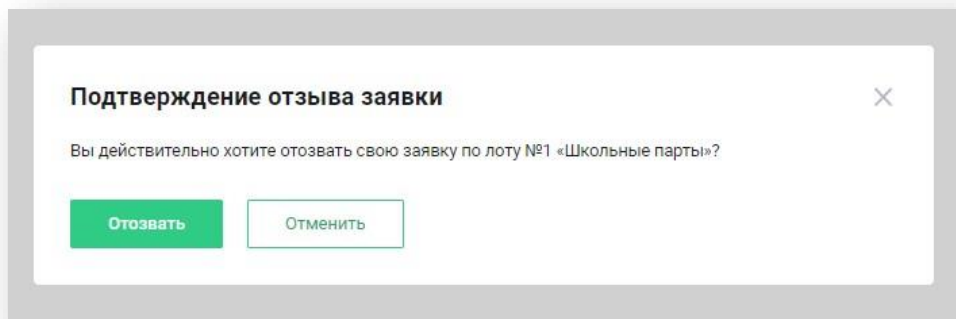 Подтверждение отзыва заявки
Вы действительно хотите отозвать свою заявку по лоту №1 «Школьные парты»?
Отозвать
Отменить